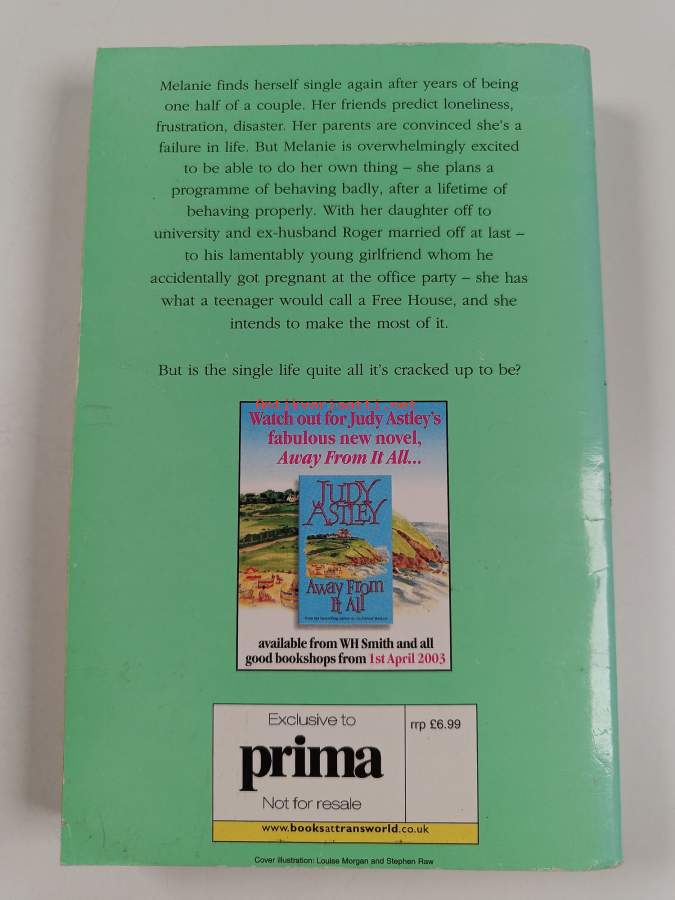 Melanie finds herself single again after years of being
one half of a couple. Her friends predict loneliness,
frustration, disaster. Her parents are convinced she's a
failure in life. But Melanie is overwhelmingly excited
to be able to do her own thing – she plans a
programme of behaving badly, after a lifetime of
behaving properly. With her daughter off to
university and ex-husband Roger married off at last –
to his lamentably young girlfriend whom he
accidentally got pregnant at the office party – she has
what a teenager would call a Free House, and she
intends to make the most of it.
But is the single life quite all it's cracked up to be?
Antikvariaatti.net
Watch out for Judy Astley's
fabulous new novel,
Away From It All...
JUDY
ASTLEY
Away From
It All
available from WH Smith and all
good bookshops from 1st April 2003
Exclusive to
prima
Not for resale
rrp £6.99
www.booksattransworld.co.uk
Cover illustration: Louise Morgan and Stephen Raw